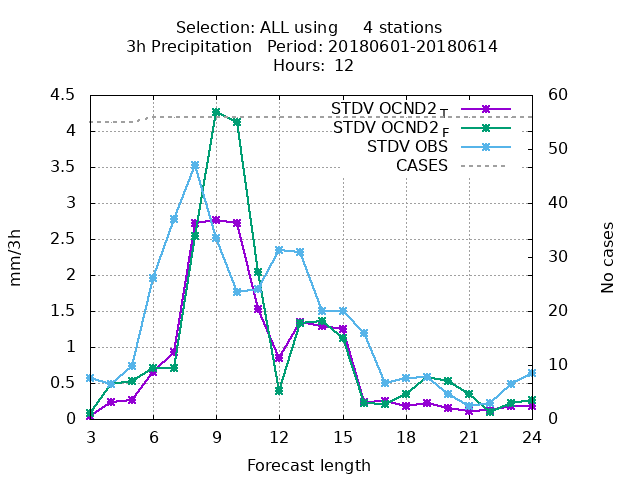 Selection: ALL using     4 stations
3h Precipitation   Period: 20180601-20180614
Hours: 12
4.5
4
3.5
3
2.5
2
1.5
1
0.5
0
60
50
40
30
20
10
0
STDV OCND2 T
STDV OCND2 F
STDV OBS
CASES
mm/3h
No cases
3 6 9 12 15 18 21 24
Forecast length